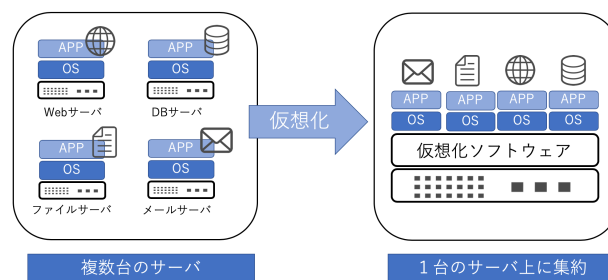 APP
OS
Webサーバ
APP
OS
DBサーバ
APP
OS
ファイルサーバ
APP
OS
メールサーバ
複数台のサーバ
仮想化
APP APP APP APP
OS OS OS OS
仮想化ソフトウェア
1台のサーバ上に集約